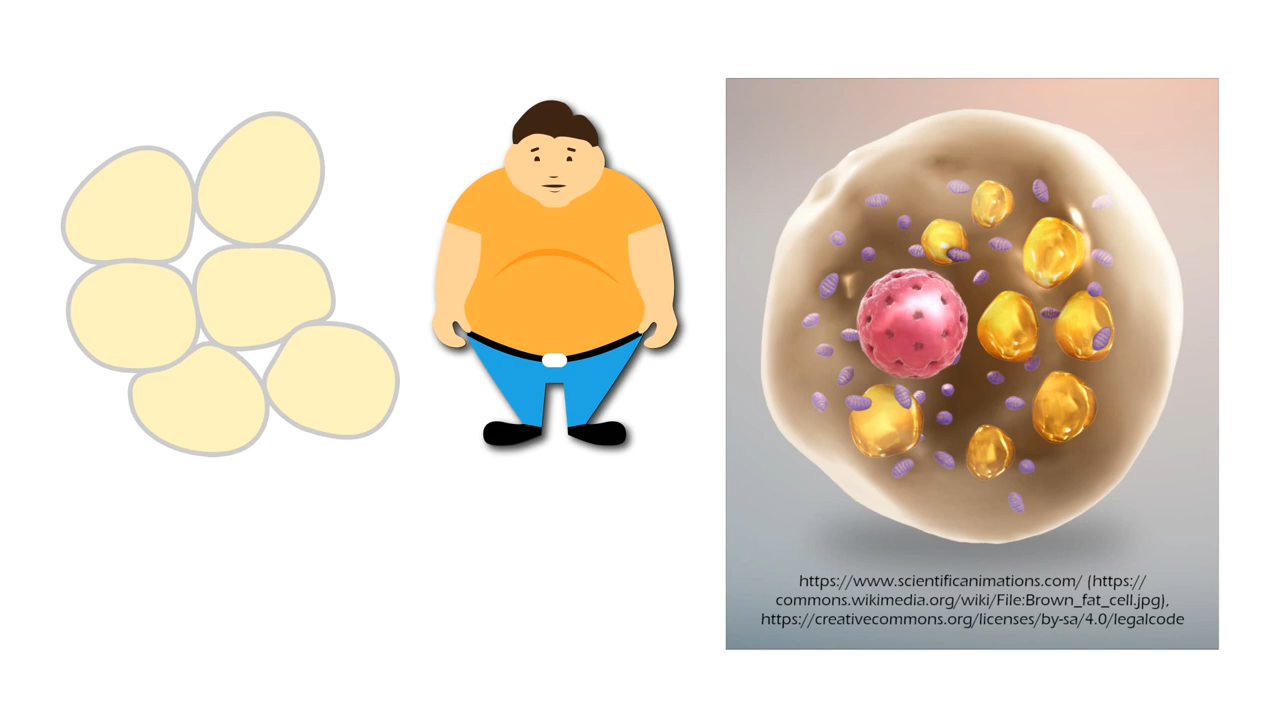 https://www.scientificanimations.com/ (https://
commons.wikimedia.org/wiki/File:Brown_fat_cell.jpg),
https://creativecommons.org/licenses/by-sa/4.0/legalcode